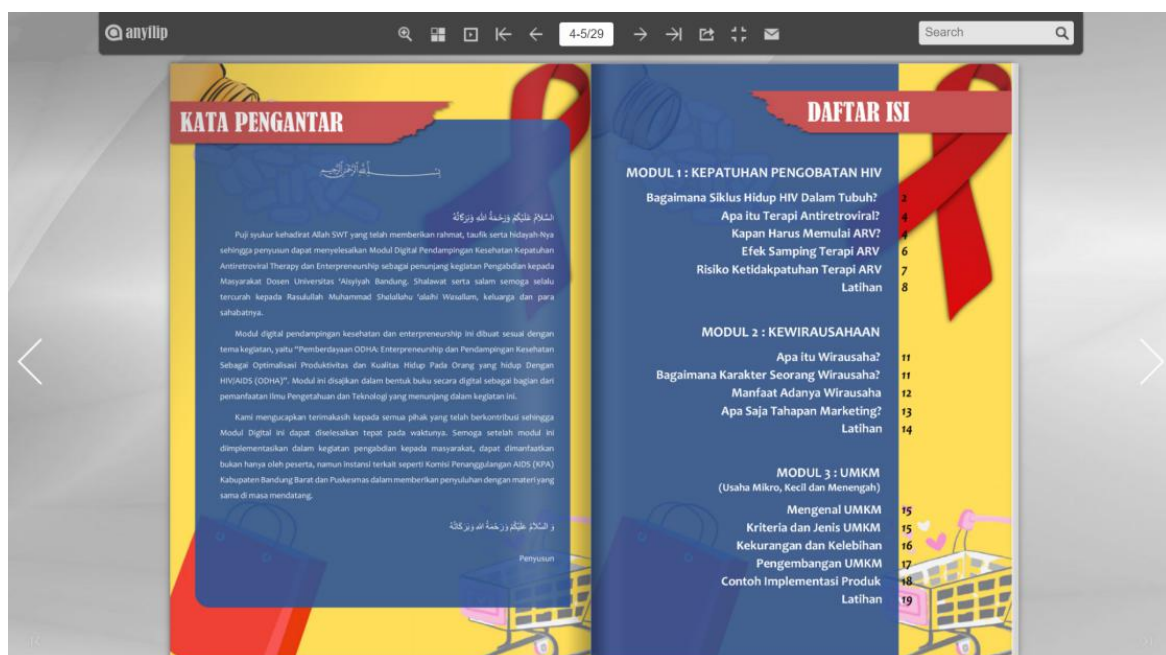 anyflip
4-5/29
Search
KATA PENGANTAR
السَّلَامُ عَلَيْكُمْ وَرَحْمَةُ اللهِ وَبَرَكَاتُهُ
Puji syukur kehadirat Allah SWT yang telah memberikan rahmat, taufik serta hidayah-Nya
sehingga penyusun dapat menyelesaikan Modul Digital Pendampingan Kesehatan Kepatuhan
Antiretroviral Therapy dan Enterpreneurship sebagai penunjang kegiatan Pengabdian kepada
Masyarakat Dosen Universitas 'Aisyiyah Bandung. Shalawat serta salam semoga selalu
tercurah kepada Rasulullah Muhammad Shalallahu 'alaihi Wasallam, keluarga dan para
sahabatnya.
Modul digital pendampingan kesehatan dan enterpreneurship ini dibuat sesuai dengan
tema kegiatan, yaitu "Pemberdayaan ODHA: Enterpreneurship dan Pendampingan Kesehatan
Sebagai Optimalisasi Produktivitas dan Kualitas Hidup Pada Orang yang hidup Dengan
HIV/AIDS (ODHA)". Modul ini disajikan dalam bentuk buku secara digital sebagai bagian dari
pemanfaatan Ilmu Pengetahuan dan Teknologi yang menunjang dalam kegiatan ini.
Kami mengucapkan terimakasih kepada semua pihak yang telah berkontribusi sehingga
Modul Digital ini dapat diselesaikan tepat pada waktunya. Semoga setelah modul ini
diimplementasikan dalam kegiatan pengabdian kepada masyarakat, dapat dimanfaatkan
bukan hanya oleh peserta, namun instansi terkait seperti Komisi Penanggulangan AIDS (KPA)
Kabupaten Bandung Barat dan Puskesmas dalam memberikan penyuluhan dengan materi yang
sama di masa mendatang.
وَ السَّلَامُ عَلَيْكُمْ وَرَحْمَةُ اللهِ وَبَرَكَاتُهُ
Penyusun
DAFTAR ISI
MODUL 1 : KEPATUHAN PENGOBATAN HIV
Bagaimana Siklus Hidup HIV Dalam Tubuh? 2
Apa itu Terapi Antiretroviral? 4
Kapan Harus Memulai ARV? 4
Efek Samping Terapi ARV 6
Risiko Ketidakpatuhan Terapi ARV 7
Latihan 8
MODUL 2 : KEWIRAUSAHAAN
Apa itu Wirausaha? 11
Bagaimana Karakter Seorang Wirausaha? 11
Manfaat Adanya Wirausaha 12
Apa Saja Tahapan Marketing? 13
Latihan 14
MODUL 3 : UMKM
(Usaha Mikro, Kecil dan Menengah)
Mengenal UMKM 15
Kriteria dan Jenis UMKM 15
Kekurangan dan Kelebihan 16
Pengembangan UMKM 17
Contoh Implementasi Produk 18
Latihan 19